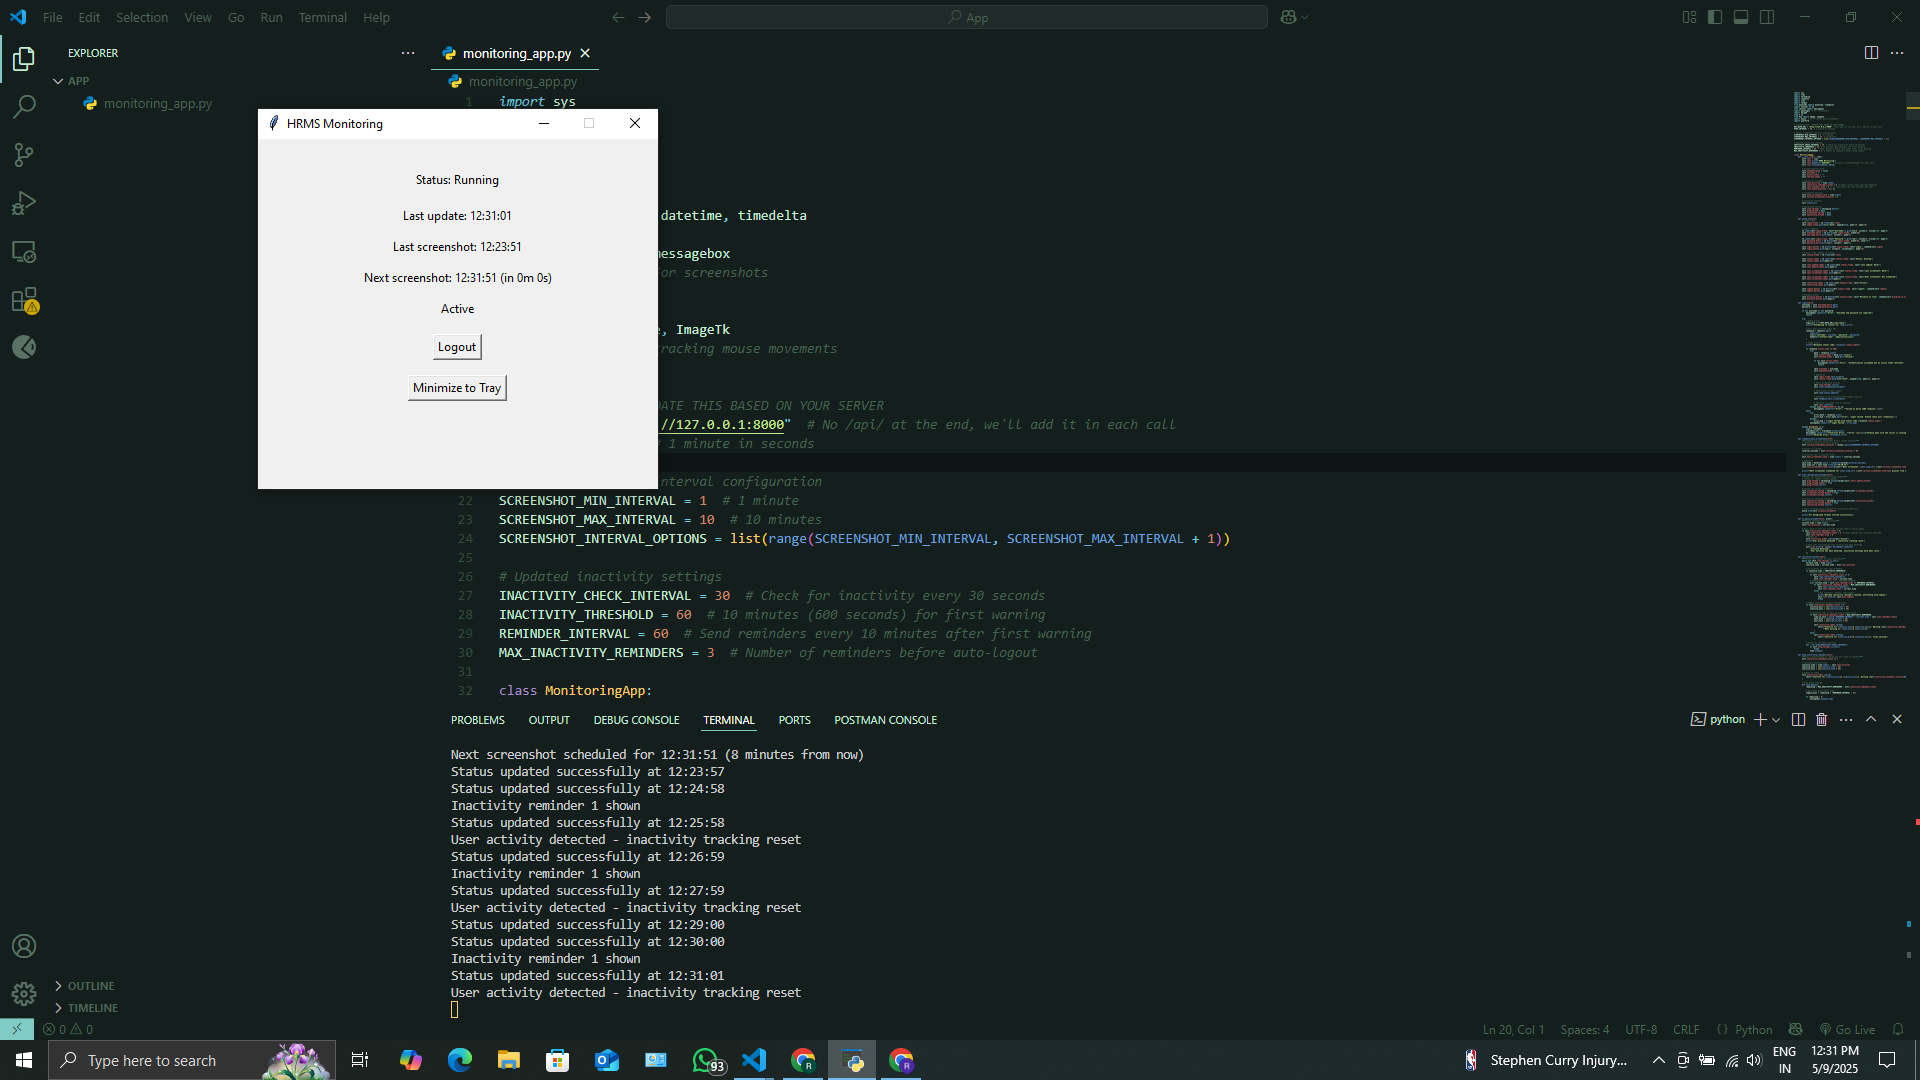 File Edit Selection View Go Run Terminal Help
App
EXPLORER
APP
monitoring_app.py
monitoring_app.py
monitoring_app.py
1 import sys
HRMS Monitoring
Status: Running
Last update: 12:31:01
Last screenshot: 12:23:51
Next screenshot: 12:31:51 (in 0m 0s)
Active
Logout
Minimize to Tray
datetime, timedelta
messagebox
for screenshots
, ImageTk
tracking mouse movements
DATE THIS BASED ON YOUR SERVER
//127.0.0.1:8000" # No /api/ at the end, we'll add it in each call
# 1 minute in seconds
nterval configuration
22 SCREENSHOT_MIN_INTERVAL = 1 # 1 minute
23 SCREENSHOT_MAX_INTERVAL = 10 # 10 minutes
24 SCREENSHOT_INTERVAL_OPTIONS = list(range(SCREENSHOT_MIN_INTERVAL, SCREENSHOT_MAX_INTERVAL + 1))
25
26 # Updated inactivity settings
27 INACTIVITY_CHECK_INTERVAL = 30 # Check for inactivity every 30 seconds
28 INACTIVITY_THRESHOLD = 60 # 10 minutes (600 seconds) for first warning
29 REMINDER_INTERVAL = 60 # Send reminders every 10 minutes after first warning
30 MAX_INACTIVITY_REMINDERS = 3 # Number of reminders before auto-logout
31
32 class MonitoringApp:
PROBLEMS OUTPUT DEBUG CONSOLE TERMINAL PORTS POSTMAN CONSOLE
python
Next screenshot scheduled for 12:31:51 (8 minutes from now)
Status updated successfully at 12:23:57
Status updated successfully at 12:24:58
Inactivity reminder 1 shown
Status updated successfully at 12:25:58
User activity detected - inactivity tracking reset
Status updated successfully at 12:26:59
Inactivity reminder 1 shown
Status updated successfully at 12:27:59
User activity detected - inactivity tracking reset
Status updated successfully at 12:29:00
Status updated successfully at 12:30:00
Inactivity reminder 1 shown
Status updated successfully at 12:31:01
User activity detected - inactivity tracking reset
OUTLINE
TIMELINE
0 0
Ln 20, Col 1 Spaces: 4 UTF-8 CRLF {} Python Go Live
Type here to search
93
Stephen Curry Injury...
ENG
IN
12:31 PM
5/9/2025